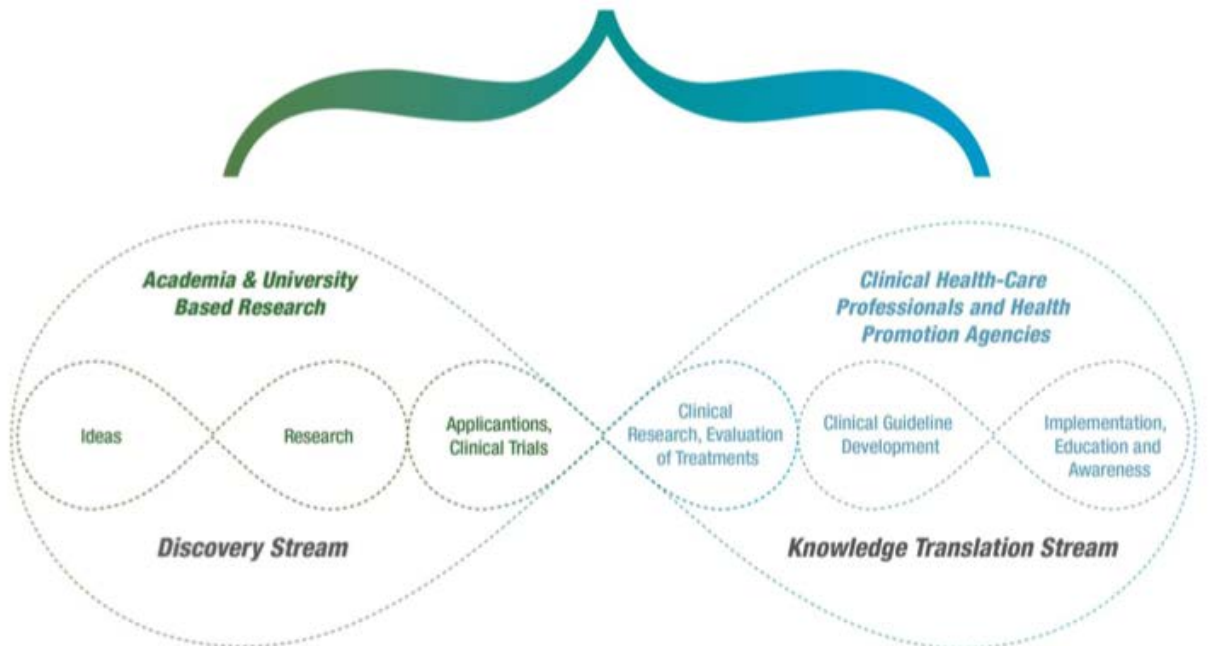 Academia & University
Based Research
Clinical Health-Care
Professionals and Health
Promotion Agencies
Ideas
Research
Applicantions,
Clinical Trials
Clinical
Research, Evaluation
of Treatments
Clinical Guideline
Development
Implementation,
Education and
Awareness
Discovery Stream
Knowledge Translation Stream